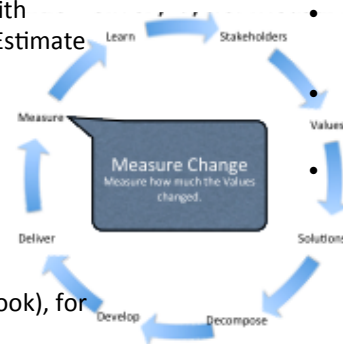 ith
Estimate
Learn
Stakeholders
Measure
Values
Measure Change
Measure how much the Values
changed.
Deliver
Solutions
ook), for
Develop
Decompose